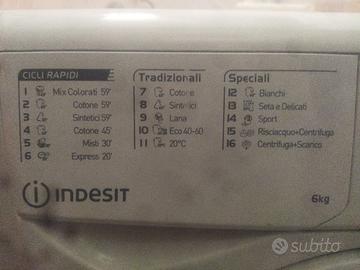 CICLI RAPIDI
1 Mix Colorati 59'
2 Cotone 59'
3 Sintetici 59'
4 Cotone 45'
5 Misti 30'
6 Express 20'
Tradizionali
7 Cotone
8 Sintetici
9 Lana
10 Eco 40-60
11 20°C
Speciali
12 Bianchi
13 Seta e Delicati
14 Sport
15 Risciacquo+Centrifuga
16 Centrifuga+Scarico
INDESIT
6kg
subito